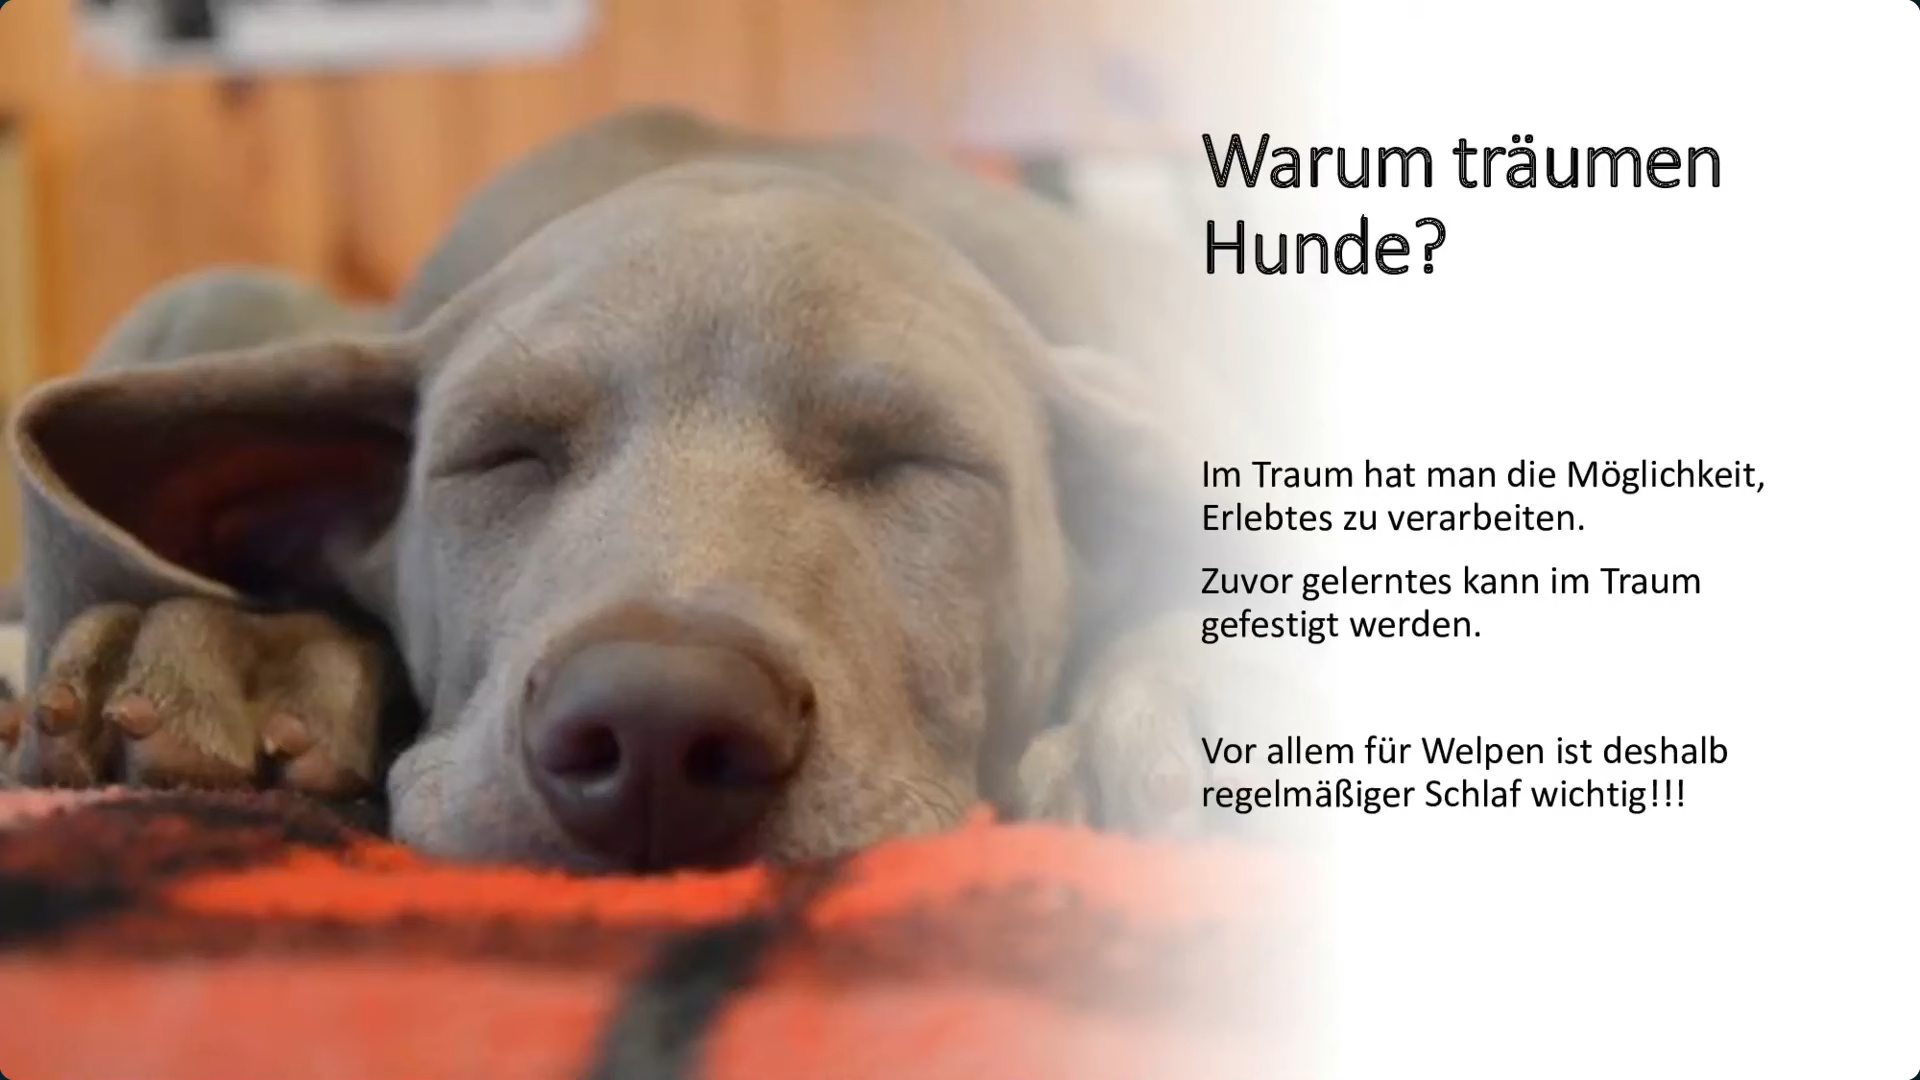 Warum träumen
Hunde?
Im Traum hat man die Möglichkeit,
Erlebtes zu verarbeiten.
Zuvor gelerntes kann im Traum
gefestigt werden.
Vor allem für Welpen ist deshalb
regelmäßiger Schlaf wichtig!!!